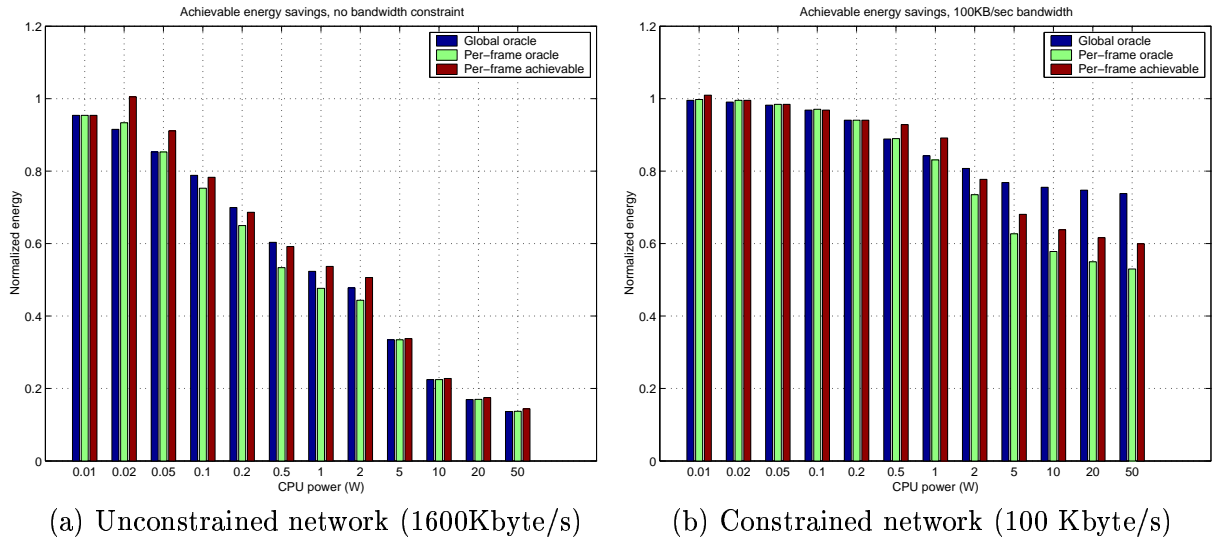 Achievable energy savings, no bandwidth constraint
Normalized energy
1.2
1
0.8
0.6
0.4
0.2
0
Global oracle
Per-frame oracle
Per-frame achievable
0.01 0.02 0.05 0.1 0.2 0.5 1 2 5 10 20 50
CPU power (W)
(a) Unconstrained network (1600Kbyte/s)
Achievable energy savings, 100KB/sec bandwidth
Normalized energy
1.2
1
0.8
0.6
0.4
0.2
0
Global oracle
Per-frame oracle
Per-frame achievable
0.01 0.02 0.05 0.1 0.2 0.5 1 2 5 10 20 50
CPU power (W)
(b) Constrained network (100 Kbyte/s)